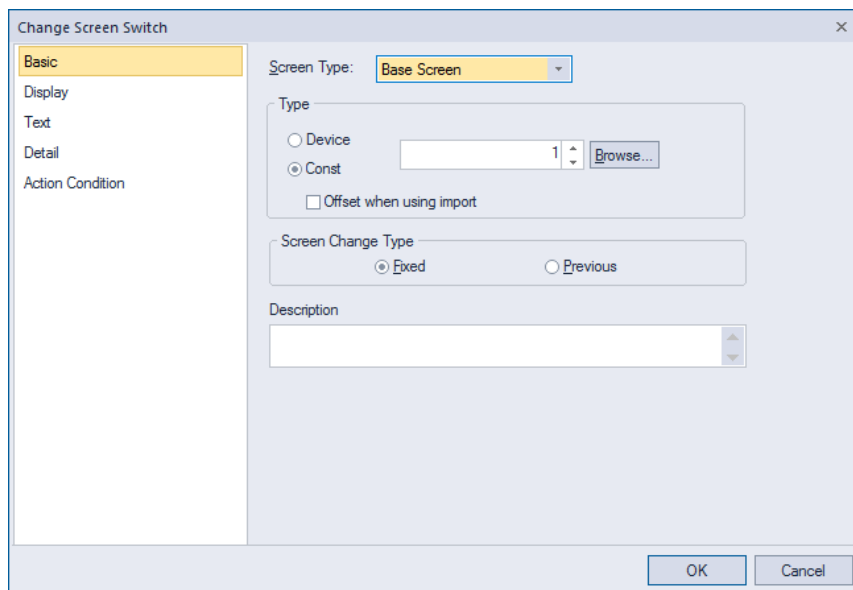 Change Screen Switch
Basic
Display
Text
Detail
Action Condition
Screen Type: Base Screen
Type
Device
Const
1 Browse...
Offset when using import
Screen Change Type
Fixed Previous
Description
OK Cancel